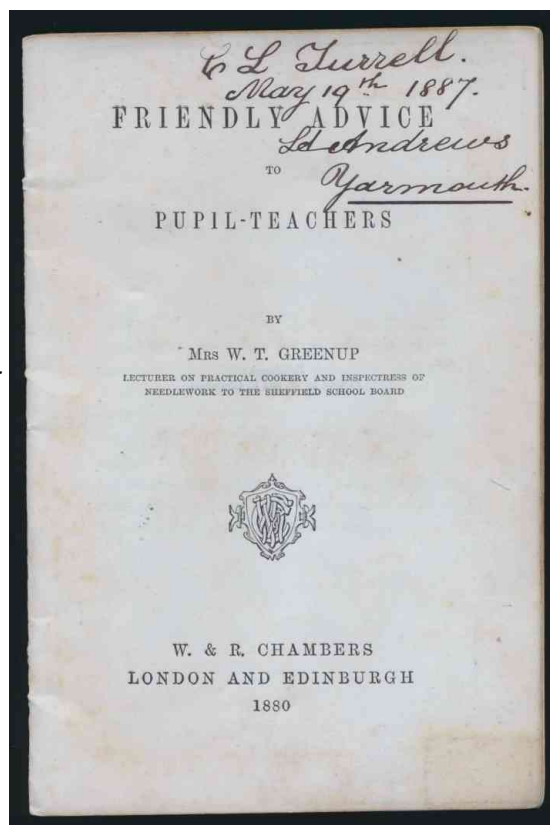 C L Turrell.
May 19th 1887.
FRIENDLY ADVICE
St Andrews
TO
Yarmouth.
PUPIL-TEACHERS
BY
MRS W. T. GREENUP
LECTURER ON PRACTICAL COOKERY AND INSPECTRESS OF
NEEDLEWORK TO THE SHEFFIELD SCHOOL BOARD
W. & R. CHAMBERS
LONDON AND EDINBURGH
1880